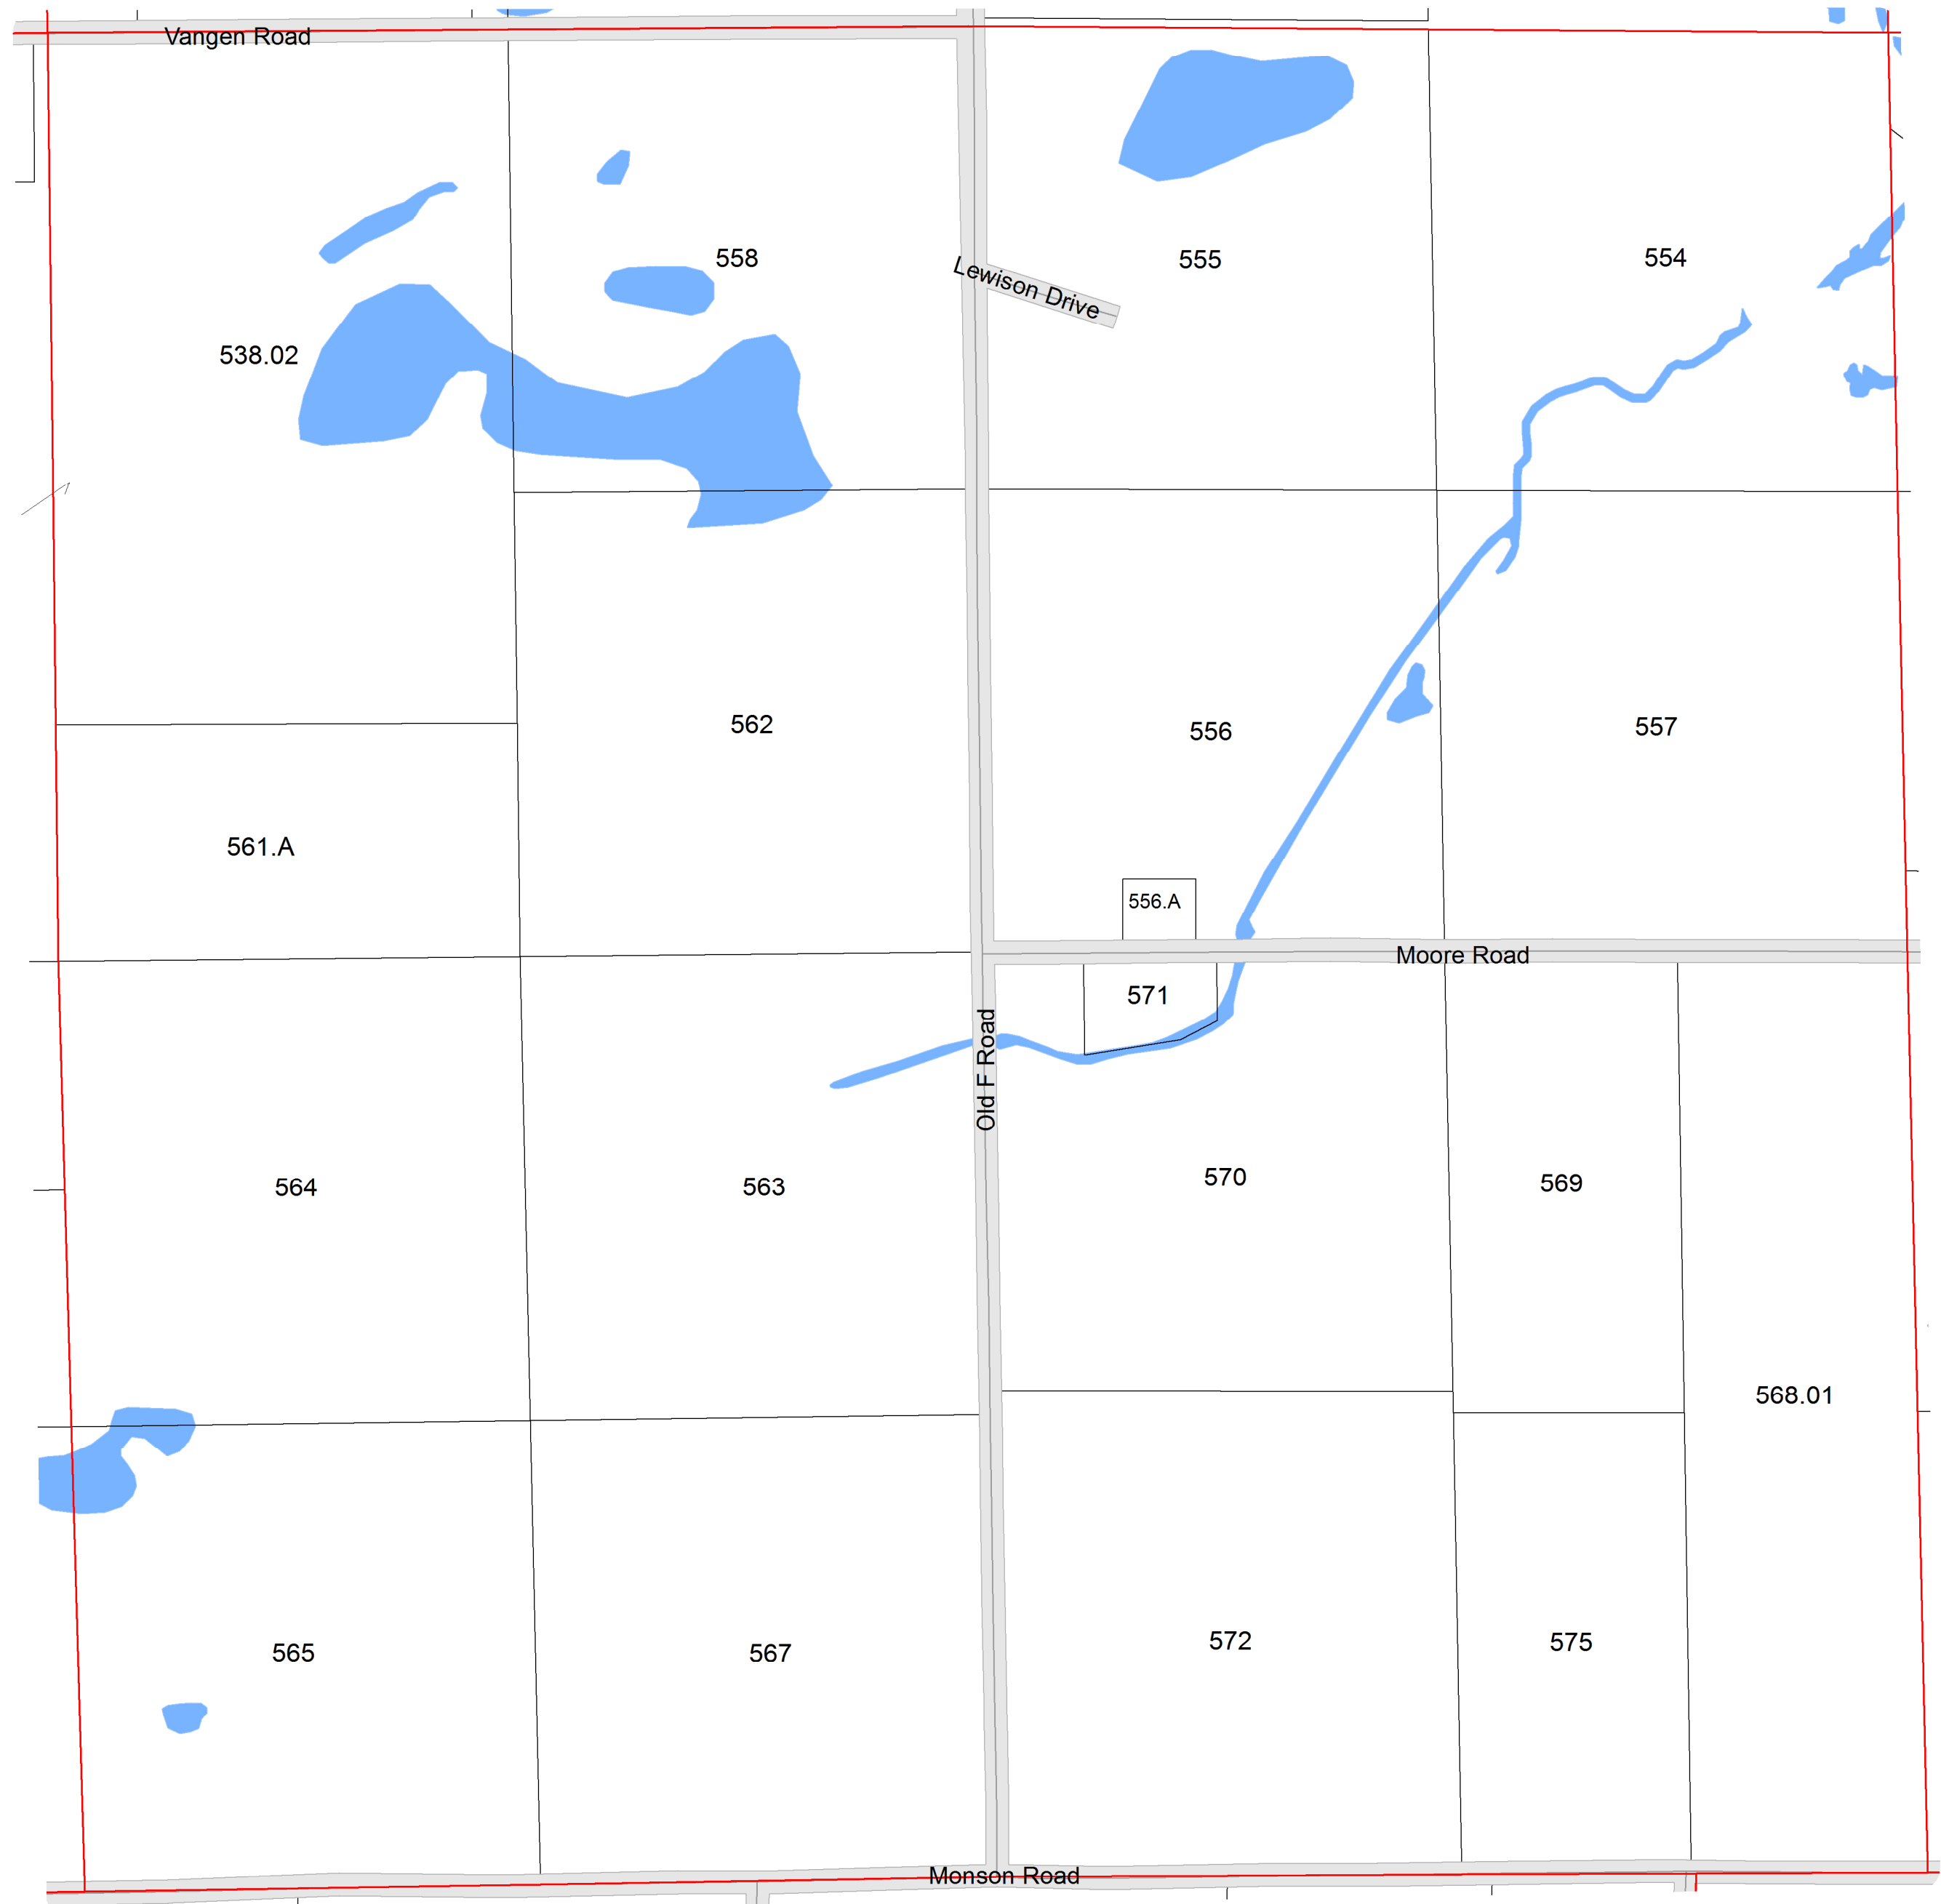 Vangen Road
558
555
554
Lewison Drive
538.02
562
556
557
561.A
556.A
Moore Road
571
Old F Road
564
563
570
569
568.01
565
567
572
575
Monson Road